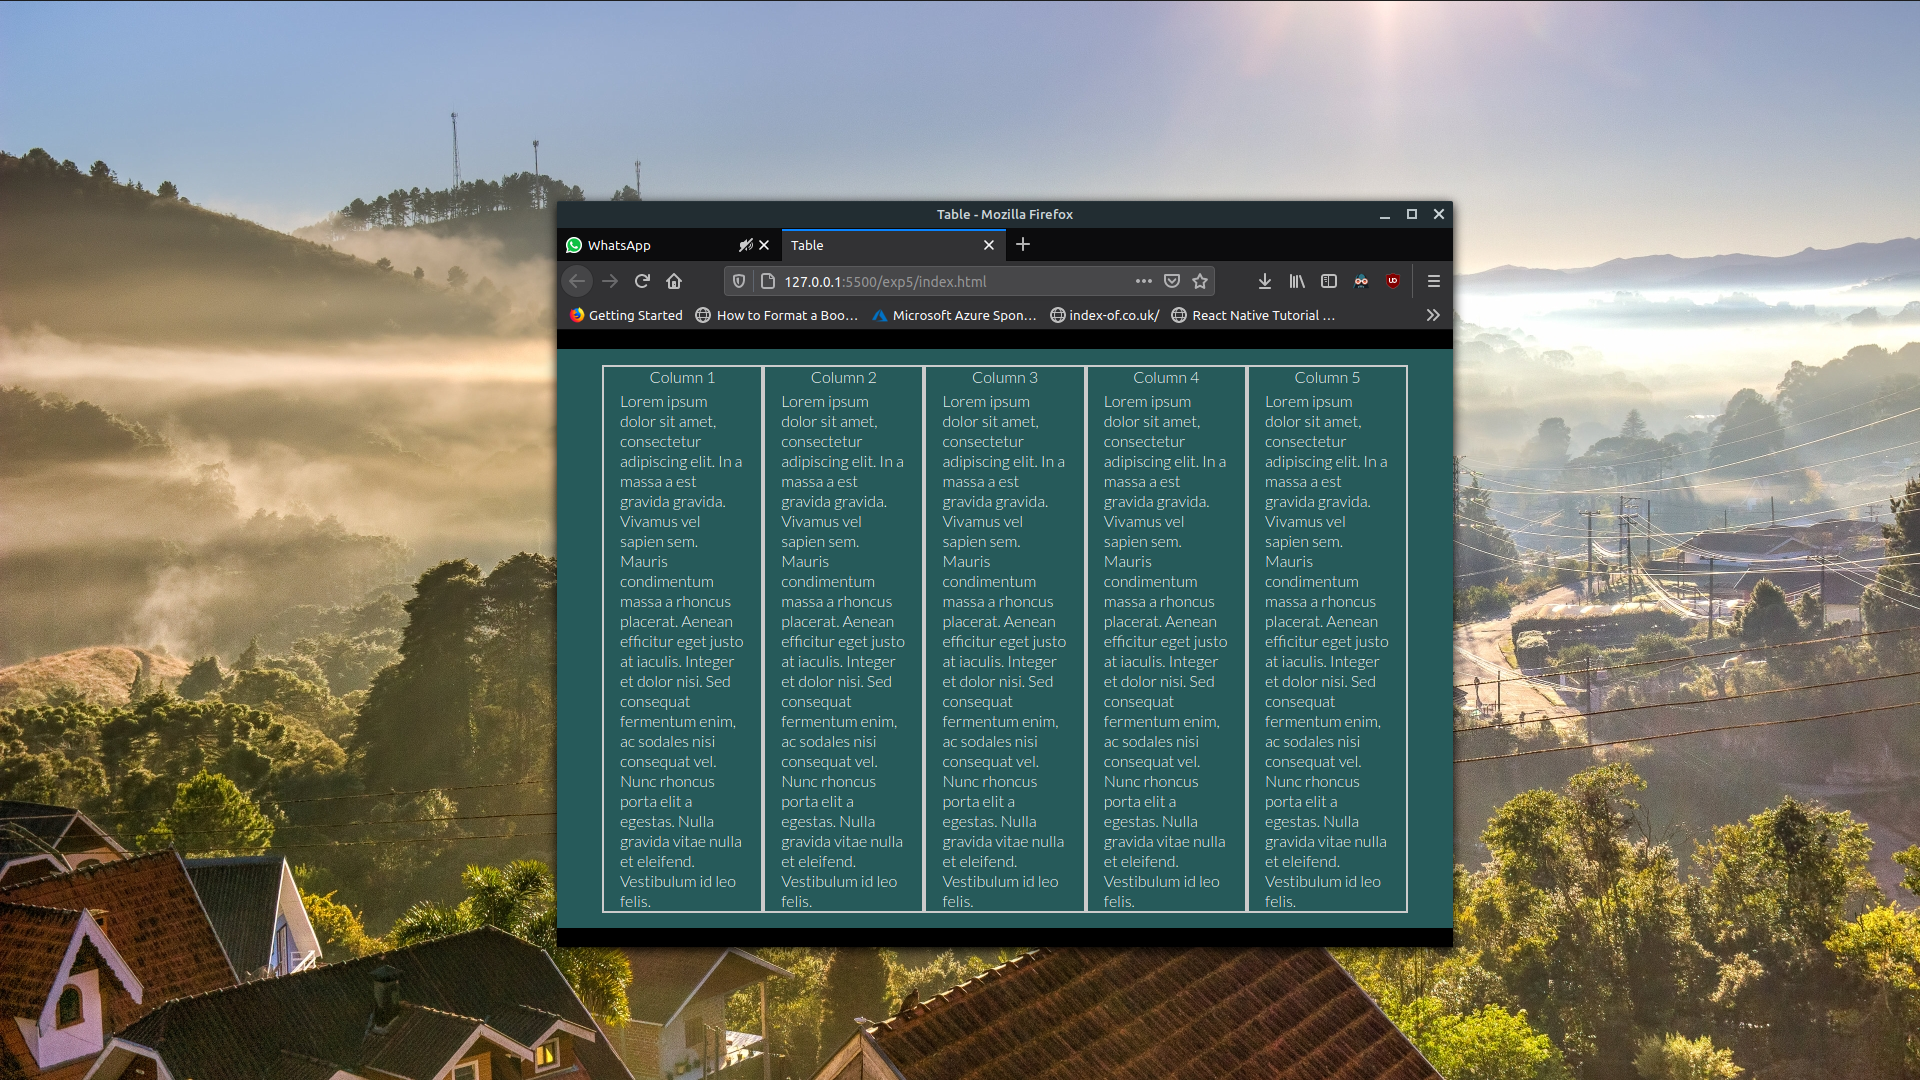 Table - Mozilla Firefox
WhatsApp
Table
127.0.0.1:5500/exp5/index.html
Getting Started
How to Format a Boo…
Microsoft Azure Spon…
index-of.co.uk/
React Native Tutorial …
Column 1
Lorem ipsum
dolor sit amet,
consectetur
adipiscing elit. In a
massa a est
gravida gravida.
Vivamus vel
sapien sem.
Mauris
condimentum
massa a rhoncus
placerat. Aenean
efficitur eget justo
at iaculis. Integer
et dolor nisi. Sed
consequat
fermentum enim,
ac sodales nisi
consequat vel.
Nunc rhoncus
porta elit a
egestas. Nulla
gravida vitae nulla
et eleifend.
Vestibulum id leo
felis.
Column 2
Lorem ipsum
dolor sit amet,
consectetur
adipiscing elit. In a
massa a est
gravida gravida.
Vivamus vel
sapien sem.
Mauris
condimentum
massa a rhoncus
placerat. Aenean
efficitur eget justo
at iaculis. Integer
et dolor nisi. Sed
consequat
fermentum enim,
ac sodales nisi
consequat vel.
Nunc rhoncus
porta elit a
egestas. Nulla
gravida vitae nulla
et eleifend.
Vestibulum id leo
felis.
Column 3
Lorem ipsum
dolor sit amet,
consectetur
adipiscing elit. In a
massa a est
gravida gravida.
Vivamus vel
sapien sem.
Mauris
condimentum
massa a rhoncus
placerat. Aenean
efficitur eget justo
at iaculis. Integer
et dolor nisi. Sed
consequat
fermentum enim,
ac sodales nisi
consequat vel.
Nunc rhoncus
porta elit a
egestas. Nulla
gravida vitae nulla
et eleifend.
Vestibulum id leo
felis.
Column 4
Lorem ipsum
dolor sit amet,
consectetur
adipiscing elit. In a
massa a est
gravida gravida.
Vivamus vel
sapien sem.
Mauris
condimentum
massa a rhoncus
placerat. Aenean
efficitur eget justo
at iaculis. Integer
et dolor nisi. Sed
consequat
fermentum enim,
ac sodales nisi
consequat vel.
Nunc rhoncus
porta elit a
egestas. Nulla
gravida vitae nulla
et eleifend.
Vestibulum id leo
felis.
Column 5
Lorem ipsum
dolor sit amet,
consectetur
adipiscing elit. In a
massa a est
gravida gravida.
Vivamus vel
sapien sem.
Mauris
condimentum
massa a rhoncus
placerat. Aenean
efficitur eget justo
at iaculis. Integer
et dolor nisi. Sed
consequat
fermentum enim,
ac sodales nisi
consequat vel.
Nunc rhoncus
porta elit a
egestas. Nulla
gravida vitae nulla
et eleifend.
Vestibulum id leo
felis.